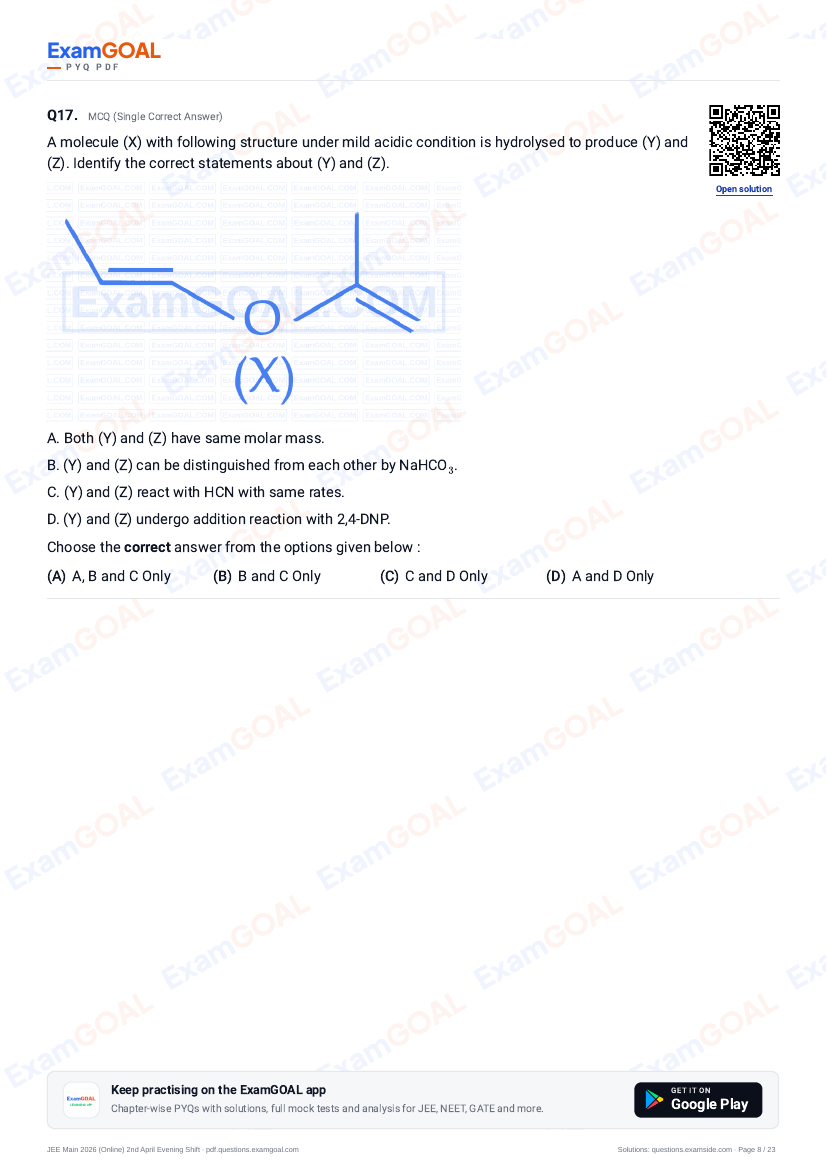 ExamGOAL
PYQ PDF
Q17. MCQ (Single Correct Answer)
A molecule (X) with following structure under mild acidic condition is hydrolysed to produce (Y) and
(Z). Identify the correct statements about (Y) and (Z).
Open solution
ExamGOAL.COM
O
(X)
A. Both (Y) and (Z) have same molar mass.
B. (Y) and (Z) can be distinguished from each other by NaHCO₃.
C. (Y) and (Z) react with HCN with same rates.
D. (Y) and (Z) undergo addition reaction with 2,4-DNP.
Choose the correct answer from the options given below :
(A) A, B and C Only (B) B and C Only (C) C and D Only (D) A and D Only
ExamGOAL
Keep practising on the ExamGOAL app
Chapter-wise PYQs with solutions, full mock tests and analysis for JEE, NEET, GATE and more.
GET IT ON
Google Play
JEE Main 2026 (Online) 2nd April Evening Shift · pdf.questions.examgoal.com
Solutions: questions.examside.com · Page 8 / 23